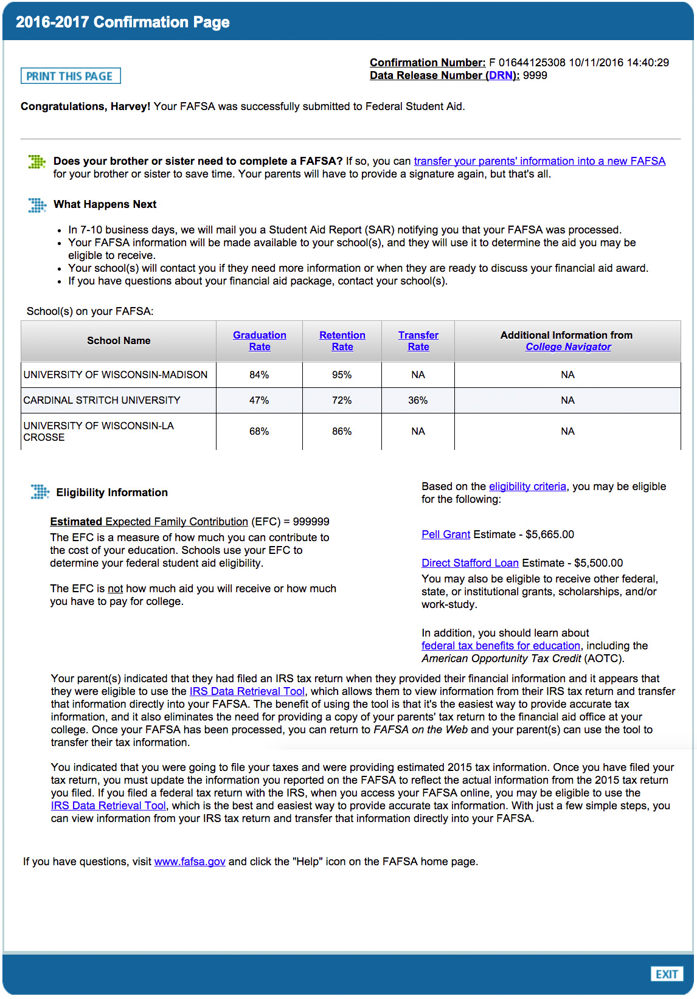 2016-2017 Confirmation Page
Confirmation Number: F 01644125308 10/11/2016 14:40:29
Data Release Number (DRN): 9999
PRINT THIS PAGE
Congratulations, Harvey! Your FAFSA was successfully submitted to Federal Student Aid.
Does your brother or sister need to complete a FAFSA? If so, you can transfer your parents' information into a new FAFSA
for your brother or sister to save time. Your parents will have to provide a signature again, but that's all.
What Happens Next
• In 7-10 business days, we will mail you a Student Aid Report (SAR) notifying you that your FAFSA was processed.
• Your FAFSA information will be made available to your school(s), and they will use it to determine the aid you may be
eligible to receive.
• Your school(s) will contact you if they need more information or when they are ready to discuss your financial aid award.
• If you have questions about your financial aid package, contact your school(s).
School(s) on your FAFSA:
School Name Graduation Rate Retention Rate Transfer Rate Additional Information from College Navigator
UNIVERSITY OF WISCONSIN-MADISON 84% 95% NA NA
CARDINAL STRITCH UNIVERSITY 47% 72% 36% NA
UNIVERSITY OF WISCONSIN-LA
CROSSE 68% 86% NA NA
Eligibility Information
Estimated Expected Family Contribution (EFC) = 999999
The EFC is a measure of how much you can contribute to
the cost of your education. Schools use your EFC to
determine your federal student aid eligibility.
The EFC is not how much aid you will receive or how much
you have to pay for college.
Based on the eligibility criteria, you may be eligible
for the following:
Pell Grant Estimate - $5,665.00
Direct Stafford Loan Estimate - $5,500.00
You may also be eligible to receive other federal,
state, or institutional grants, scholarships, and/or
work-study.
In addition, you should learn about
federal tax benefits for education, including the
American Opportunity Tax Credit (AOTC).
Your parent(s) indicated that they had filed an IRS tax return when they provided their financial information and it appears that
they were eligible to use the IRS Data Retrieval Tool, which allows them to view information from their IRS tax return and transfer
that information directly into your FAFSA. The benefit of using the tool is that it's the easiest way to provide accurate tax
information, and it also eliminates the need for providing a copy of your parents' tax return to the financial aid office at your
college. Once your FAFSA has been processed, you can return to FAFSA on the Web and your parent(s) can use the tool to
transfer their tax information.
You indicated that you were going to file your taxes and were providing estimated 2015 tax information. Once you have filed your
tax return, you must update the information you reported on the FAFSA to reflect the actual information from the 2015 tax return
you filed. If you filed a federal tax return with the IRS, when you access your FAFSA online, you may be eligible to use the
IRS Data Retrieval Tool, which is the best and easiest way to provide accurate tax information. With just a few simple steps, you
can view information from your IRS tax return and transfer that information directly into your FAFSA.
If you have questions, visit www.fafsa.gov and click the "Help" icon on the FAFSA home page.
EXIT